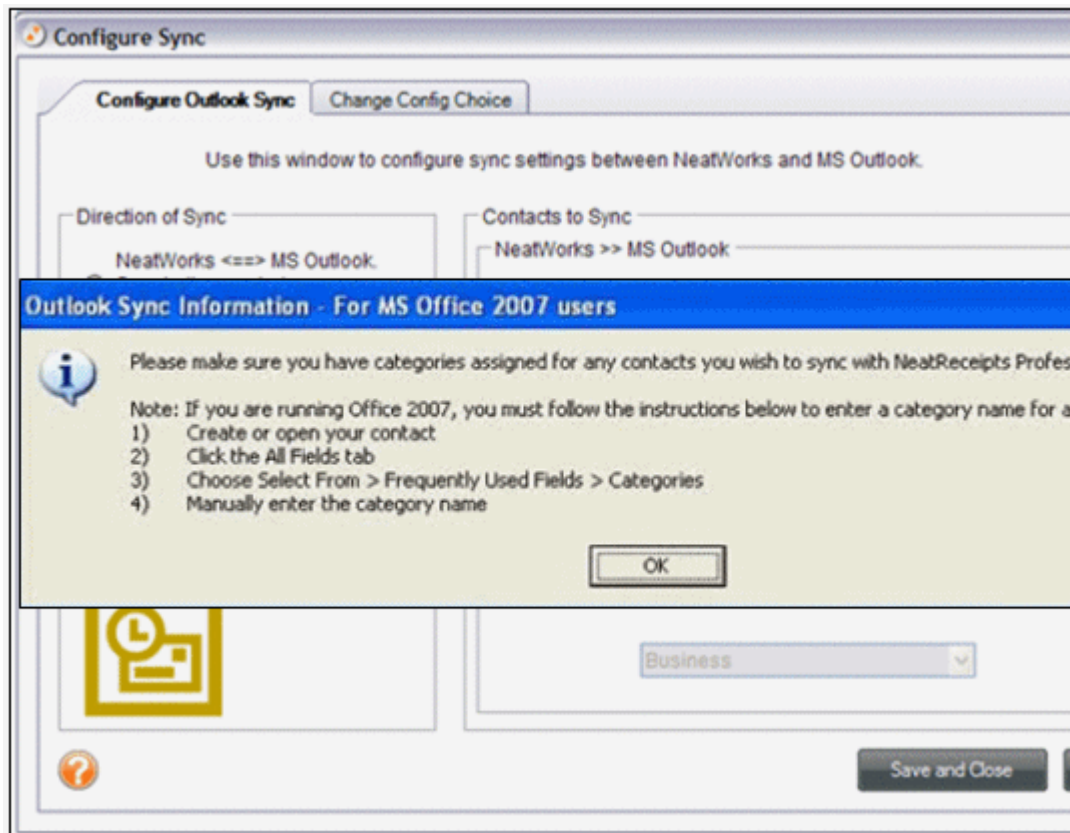 Configure Sync
Configure Outlook Sync
Change Config Choice
Use this window to configure sync settings between NeatWorks and MS Outlook.
Direction of Sync
Contacts to Sync
NeatWorks >> MS Outlook
NeatWorks <==> MS Outlook.
Outlook Sync Information - For MS Office 2007 users
Please make sure you have categories assigned for any contacts you wish to sync with NeatReceipts Profes
Note: If you are running Office 2007, you must follow the instructions below to enter a category name for a
1) Create or open your contact
2) Click the All Fields tab
3) Choose Select From > Frequently Used Fields > Categories
4) Manually enter the category name
OK
Business
Save and Close